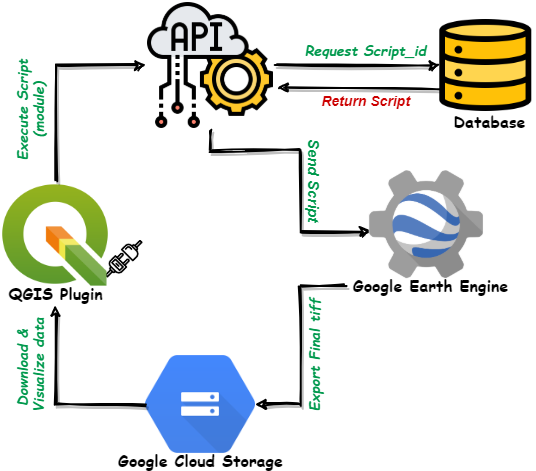 API
Request Script_id
Return Script
Database
Execute Script
(module)
Send Script
QGIS Plugin
Google Earth Engine
Download &
Visualize data
Export Final tiff
Google Cloud Storage